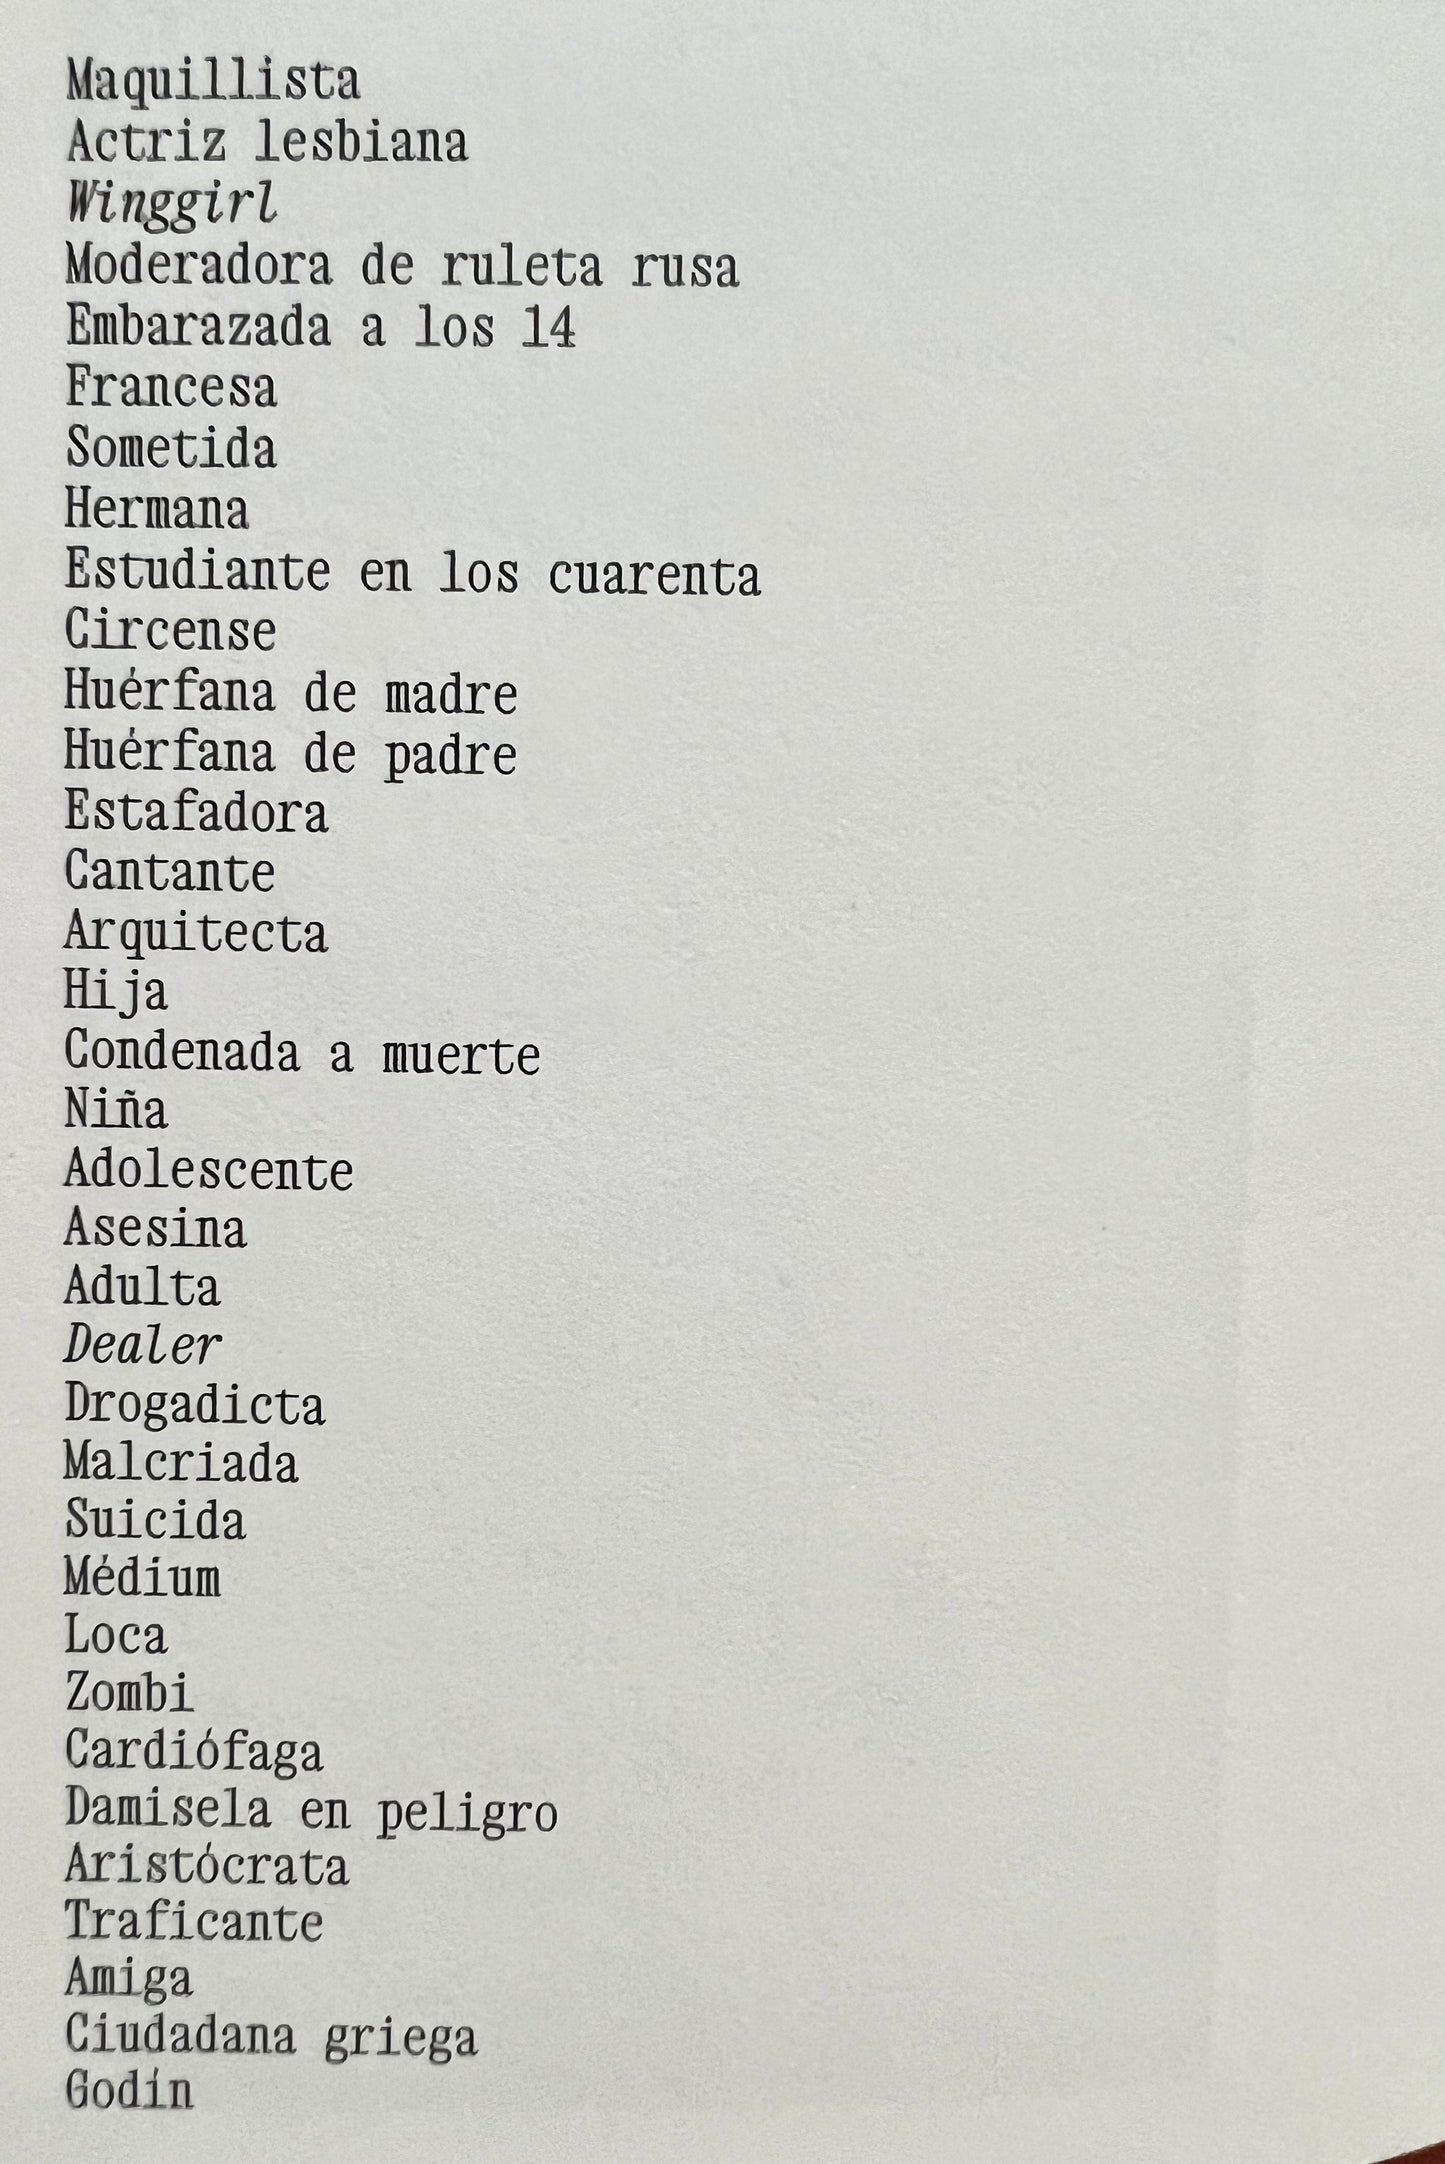 Maquillista
Actriz lesbiana
Winggirl
Moderadora de ruleta rusa
Embarazada a los 14
Francesa
Sometida
Hermana
Estudiante en los cuarenta
Circense
Huérfana de madre
Huérfana de padre
Estafadora
Cantante
Arquitecta
Hija
Condenada a muerte
Niña
Adolescente
Asesina
Adulta
Dealer
Drogadicta
Malcriada
Suicida
Médium
Loca
Zombi
Cardiófaga
Damisela en peligro
Aristócrata
Traficante
Amiga
Ciudadana griega
Godín